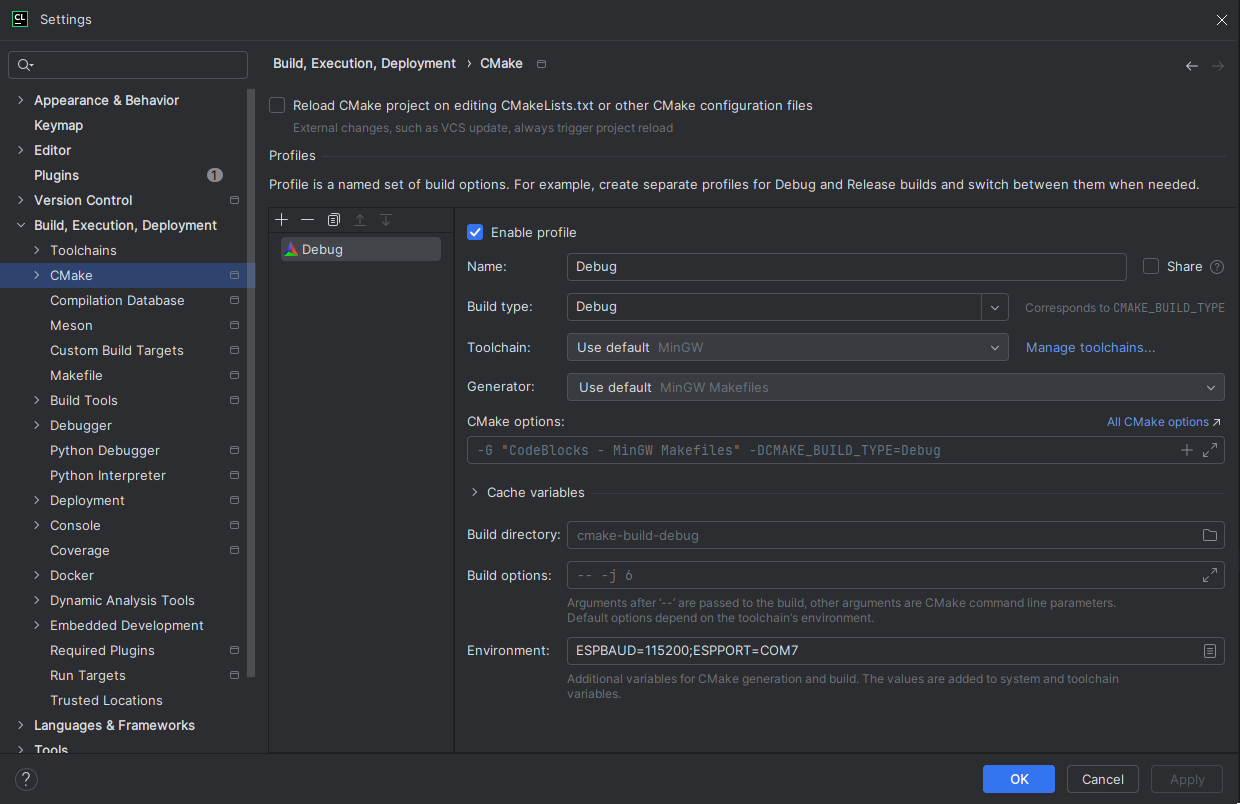 CL Settings
Build, Execution, Deployment › CMake
Appearance & Behavior
Keymap
Editor
Plugins 1
Version Control
Build, Execution, Deployment
Toolchains
CMake
Compilation Database
Meson
Custom Build Targets
Makefile
Build Tools
Debugger
Python Debugger
Python Interpreter
Deployment
Console
Coverage
Docker
Dynamic Analysis Tools
Embedded Development
Required Plugins
Run Targets
Trusted Locations
Languages & Frameworks
Tools
Reload CMake project on editing CMakeLists.txt or other CMake configuration files
External changes, such as VCS update, always trigger project reload
Profiles
Profile is a named set of build options. For example, create separate profiles for Debug and Release builds and switch between them when needed.
Debug
Enable profile
Name: Debug Share ?
Build type: Debug Corresponds to CMAKE_BUILD_TYPE
Toolchain: Use default MinGW Manage toolchains...
Generator: Use default MinGW Makefiles
CMake options: All CMake options ↗
-G "CodeBlocks - MinGW Makefiles" -DCMAKE_BUILD_TYPE=Debug
Cache variables
Build directory: cmake-build-debug
Build options: -- -j 6
Arguments after '--' are passed to the build, other arguments are CMake command line parameters.
Default options depend on the toolchain's environment.
Environment: ESPBAUD=115200;ESPPORT=COM7
Additional variables for CMake generation and build. The values are added to system and toolchain
variables.
? OK Cancel Apply